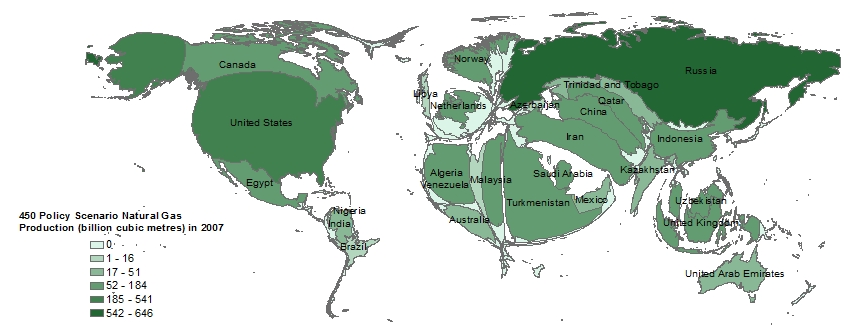 Canada
Norway
Russia
Libya
Netherlands
Trinidad and Tobago
Azerbaijan
Qatar
China
United States
Iran
Indonesia
Algeria
Venezuela
Malaysia
Saudi Arabia
Kazakhstan
Egypt
Turkmenistan
Mexico
Uzbekistan
Nigeria
India
Australia
United Kingdom
Brazil
United Arab Emirates
450 Policy Scenario Natural Gas
Production (billion cubic metres) in 2007
0
1 - 16
17 - 51
52 - 184
185 - 541
542 - 646